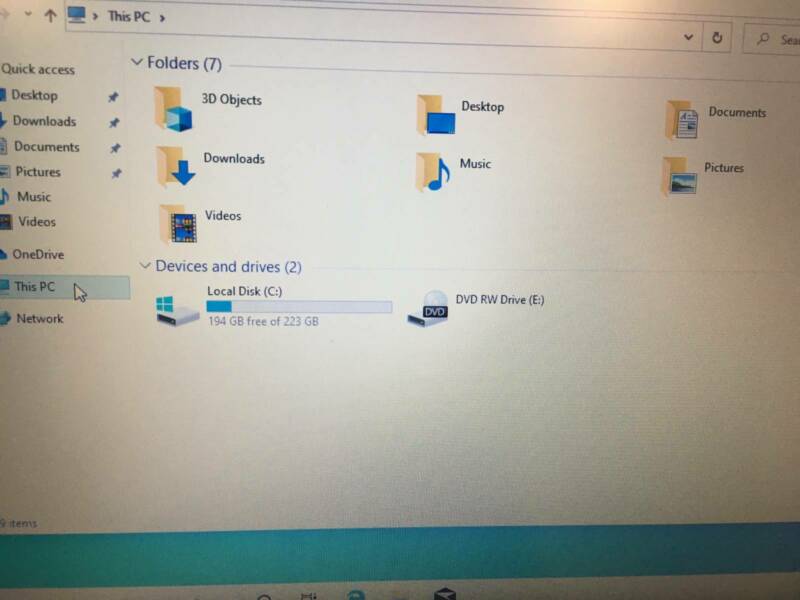 This PC
Sea
Quick access
Desktop
Downloads
Documents
Pictures
Music
Videos
OneDrive
This PC
Network
Folders (7)
3D Objects
Desktop
Documents
Downloads
Music
Pictures
Videos
Devices and drives (2)
Local Disk (C:)
194 GB free of 223 GB
DVD
DVD RW Drive (E:)
9 items